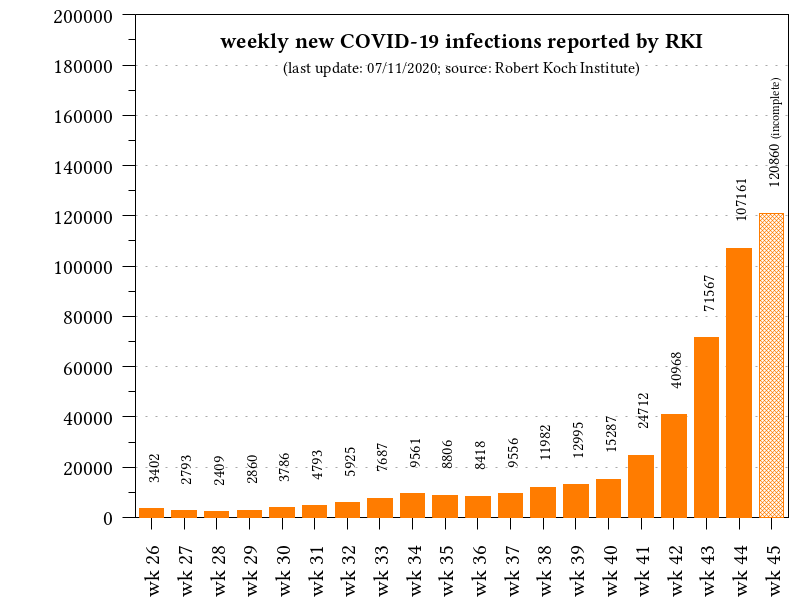 weekly new COVID-19 infections reported by RKI
(last update: 07/11/2020; source: Robert Koch Institute)
200000
180000
160000
140000
120000
100000
80000
60000
40000
20000
0
3402
2793
2409
2860
3786
4793
5925
7687
9561
8806
8418
9556
11982
12995
15287
24712
40968
71567
107161
120860 (incomplete)
wk 26
wk 27
wk 28
wk 29
wk 30
wk 31
wk 32
wk 33
wk 34
wk 35
wk 36
wk 37
wk 38
wk 39
wk 40
wk 41
wk 42
wk 43
wk 44
wk 45